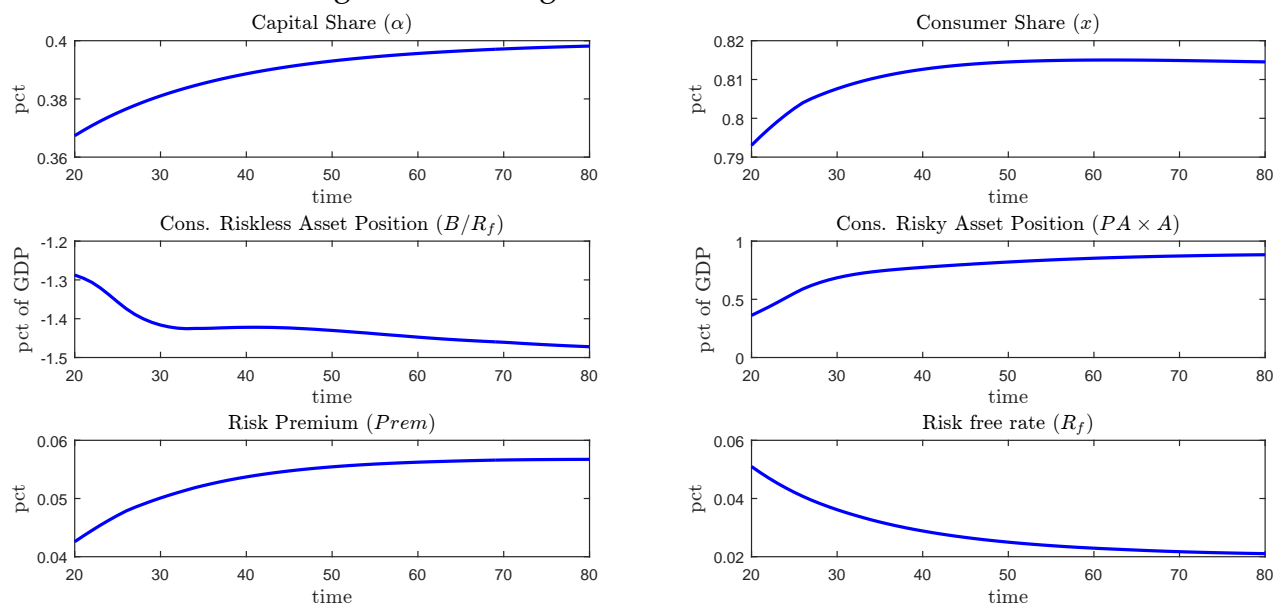 Capital Share (α)
0.4
0.38
0.36
pct
20 30 40 50 60 70 80
time
Consumer Share (x)
0.82
0.81
0.8
0.79
pct
20 30 40 50 60 70 80
time
Cons. Riskless Asset Position (B/R_f)
-1.2
-1.3
-1.4
-1.5
pct of GDP
20 30 40 50 60 70 80
time
Cons. Risky Asset Position (PA × A)
1
0.5
0
pct of GDP
20 30 40 50 60 70 80
time
Risk Premium (Prem)
0.06
0.05
0.04
pct
20 30 40 50 60 70 80
time
Risk free rate (R_f)
0.06
0.04
0.02
pct
20 30 40 50 60 70 80
time